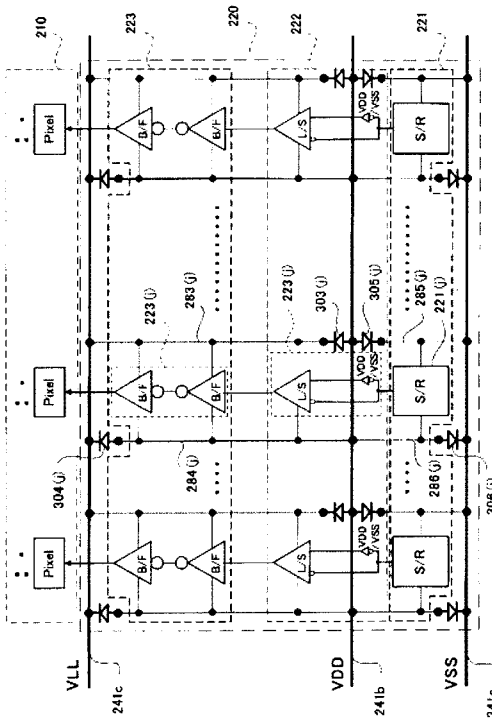 210
223
220
222
221
Pixel
B/F
B/F
L/S
VDD
/VSS
S/R
304(j)
223(j)
283(j)
223(j)
303(j)
305(j)
285(j)
221(j)
Pixel
B/F
B/F
L/S
VDD
/VSS
S/R
284(j)
286(j)
Pixel
B/F
B/F
L/S
VDD
/VSS
S/R
VLL
VDD
VSS
241c
241b